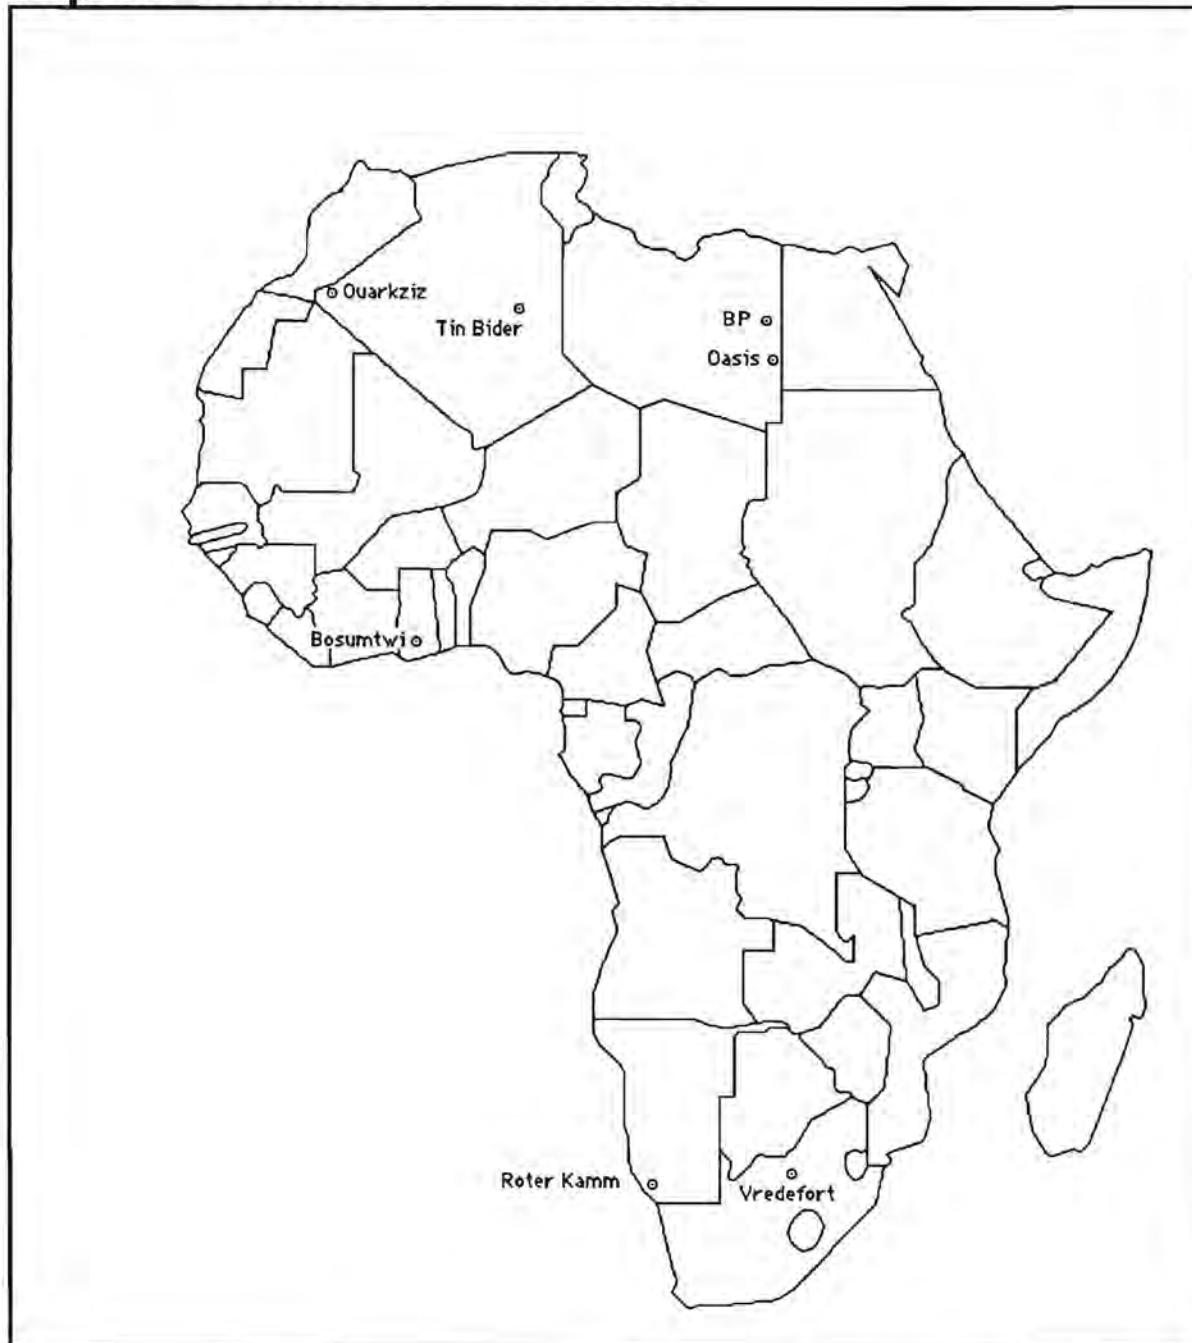 Ouarkziz
Tin Bider
BP
Oasis
Bosumtwi
Roter Kamm
Vredefort